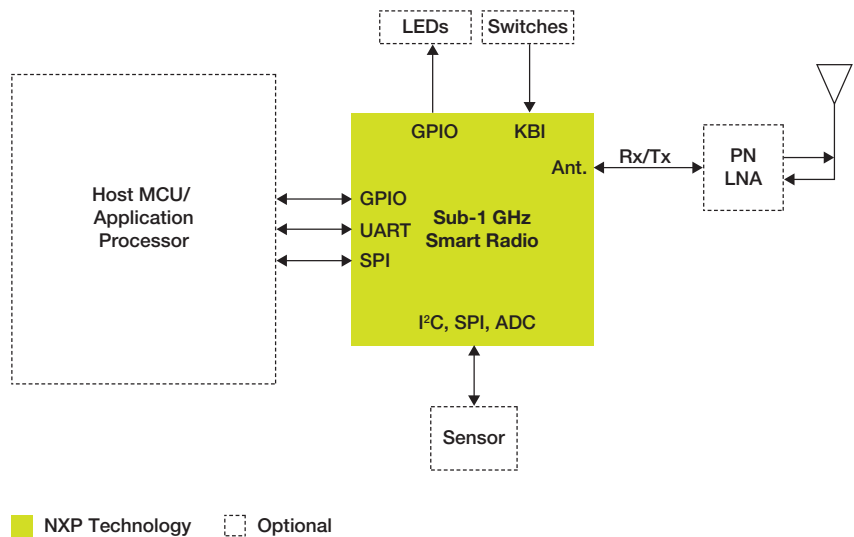 LEDs
Switches
GPIO
KBI
Ant.
Rx/Tx
PN
LNA
Host MCU/
Application
Processor
GPIO
UART
SPI
Sub-1 GHz
Smart Radio
I²C, SPI, ADC
Sensor
NXP Technology
Optional